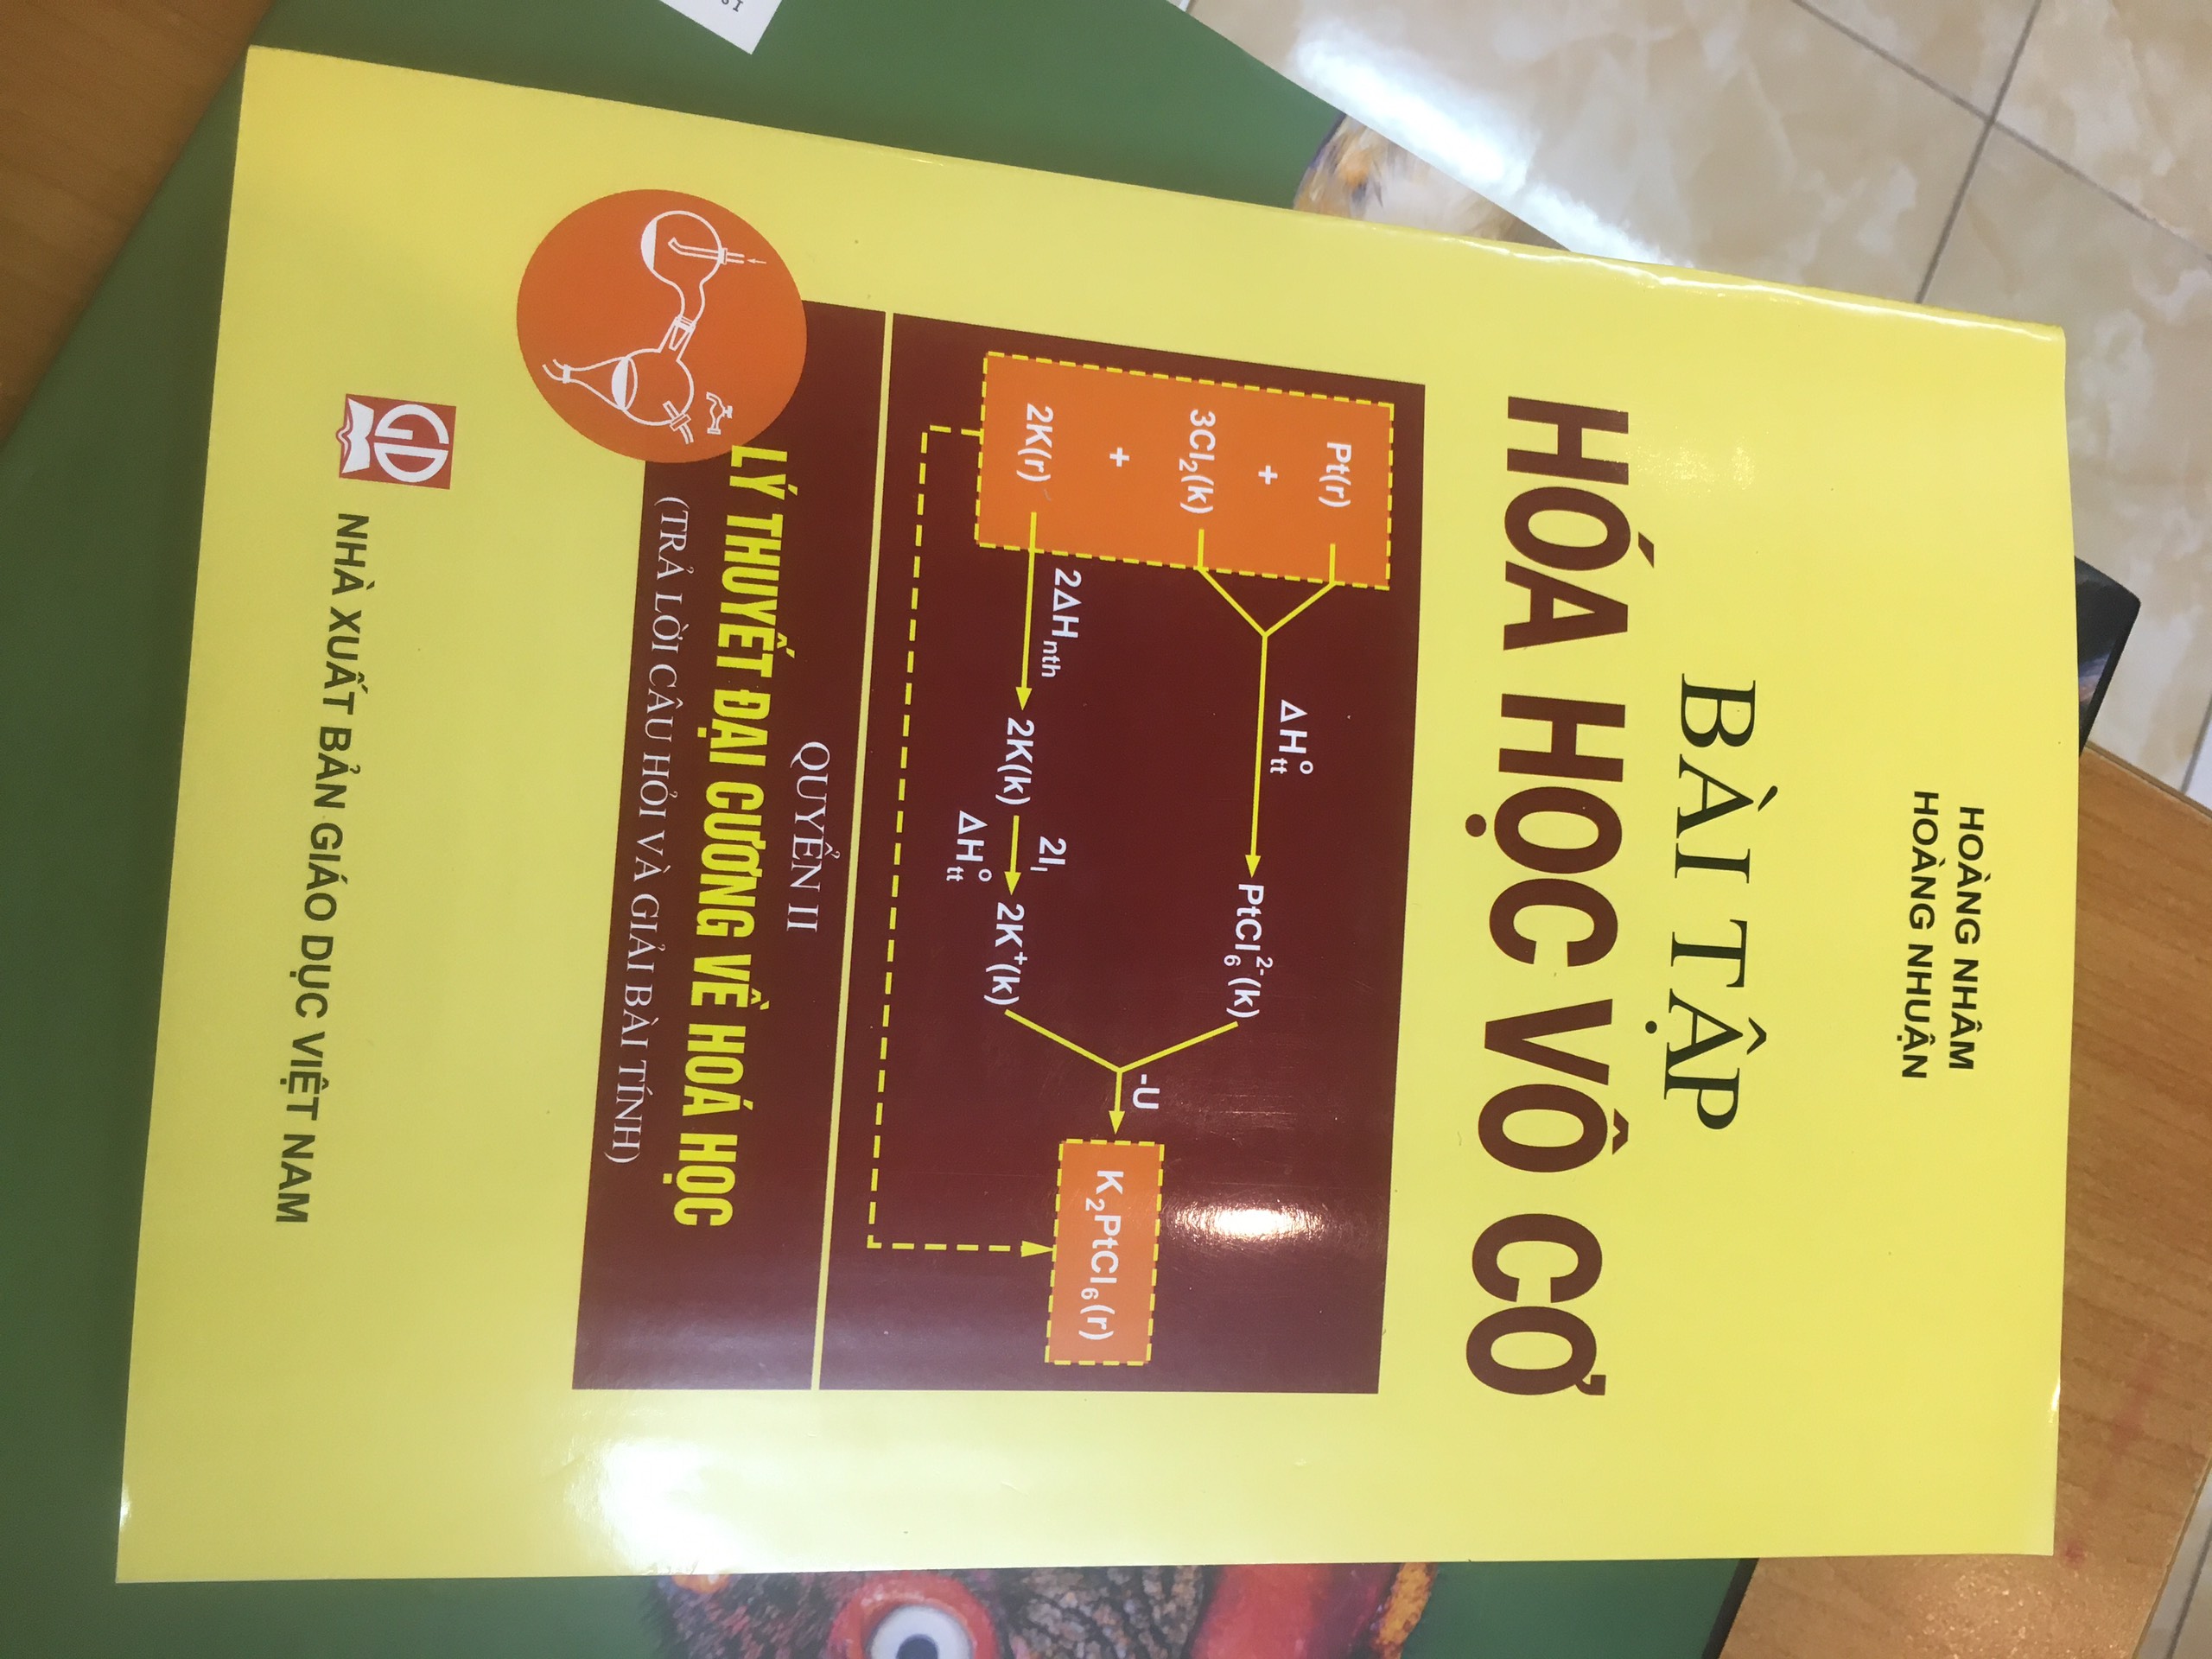 HOÀNG NHÂM
HOÀNG NHUẬN
BÀI TẬP
HÓA HỌC VÔ CƠ
Pt(r)
+
3Cl₂(k)
+
2K(r)
ΔH°tt
PtCl₆²⁻(k)
2ΔHnth
2K(k)
2I₁
ΔH°tt
2K⁺(k)
-U
K₂PtCl₆(r)
QUYỂN II
LÝ THUYẾT ĐẠI CƯƠNG VỀ HOÁ HỌC
(TRẢ LỜI CÂU HỎI VÀ GIẢI BÀI TÍNH)
GD
NHÀ XUẤT BẢN GIÁO DỤC VIỆT NAM